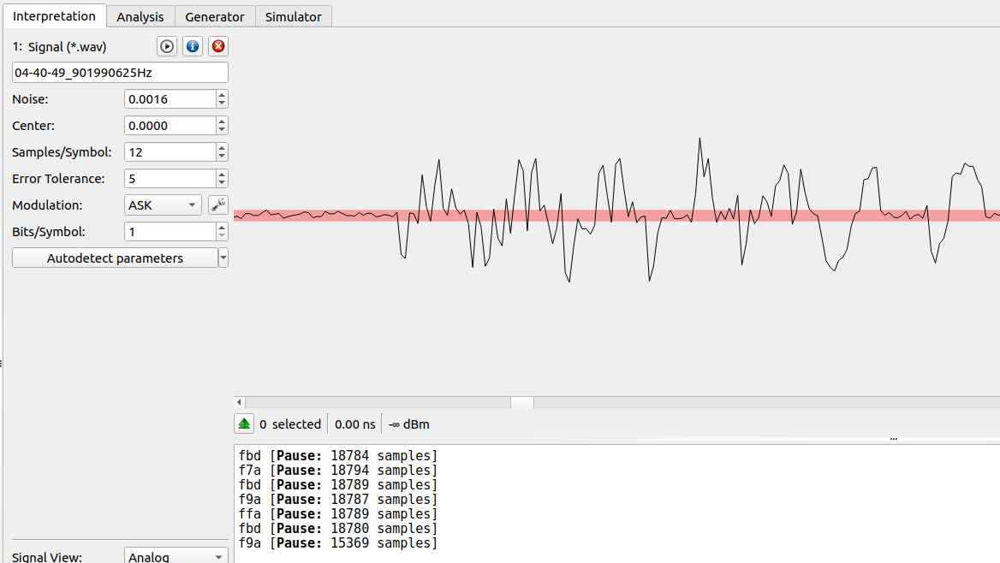 Interpretation Analysis Generator Simulator
1: Signal (*.wav)
04-40-49_901990625Hz
Noise: 0.0016
Center: 0.0000
Samples/Symbol: 12
Error Tolerance: 5
Modulation: ASK
Bits/Symbol: 1
Autodetect parameters
0 selected 0.00 ns -∞ dBm
fbd [Pause: 18784 samples]
f7a [Pause: 18794 samples]
fbd [Pause: 18789 samples]
f9a [Pause: 18787 samples]
ffa [Pause: 18789 samples]
fbd [Pause: 18780 samples]
f9a [Pause: 15369 samples]
Signal View: Analog